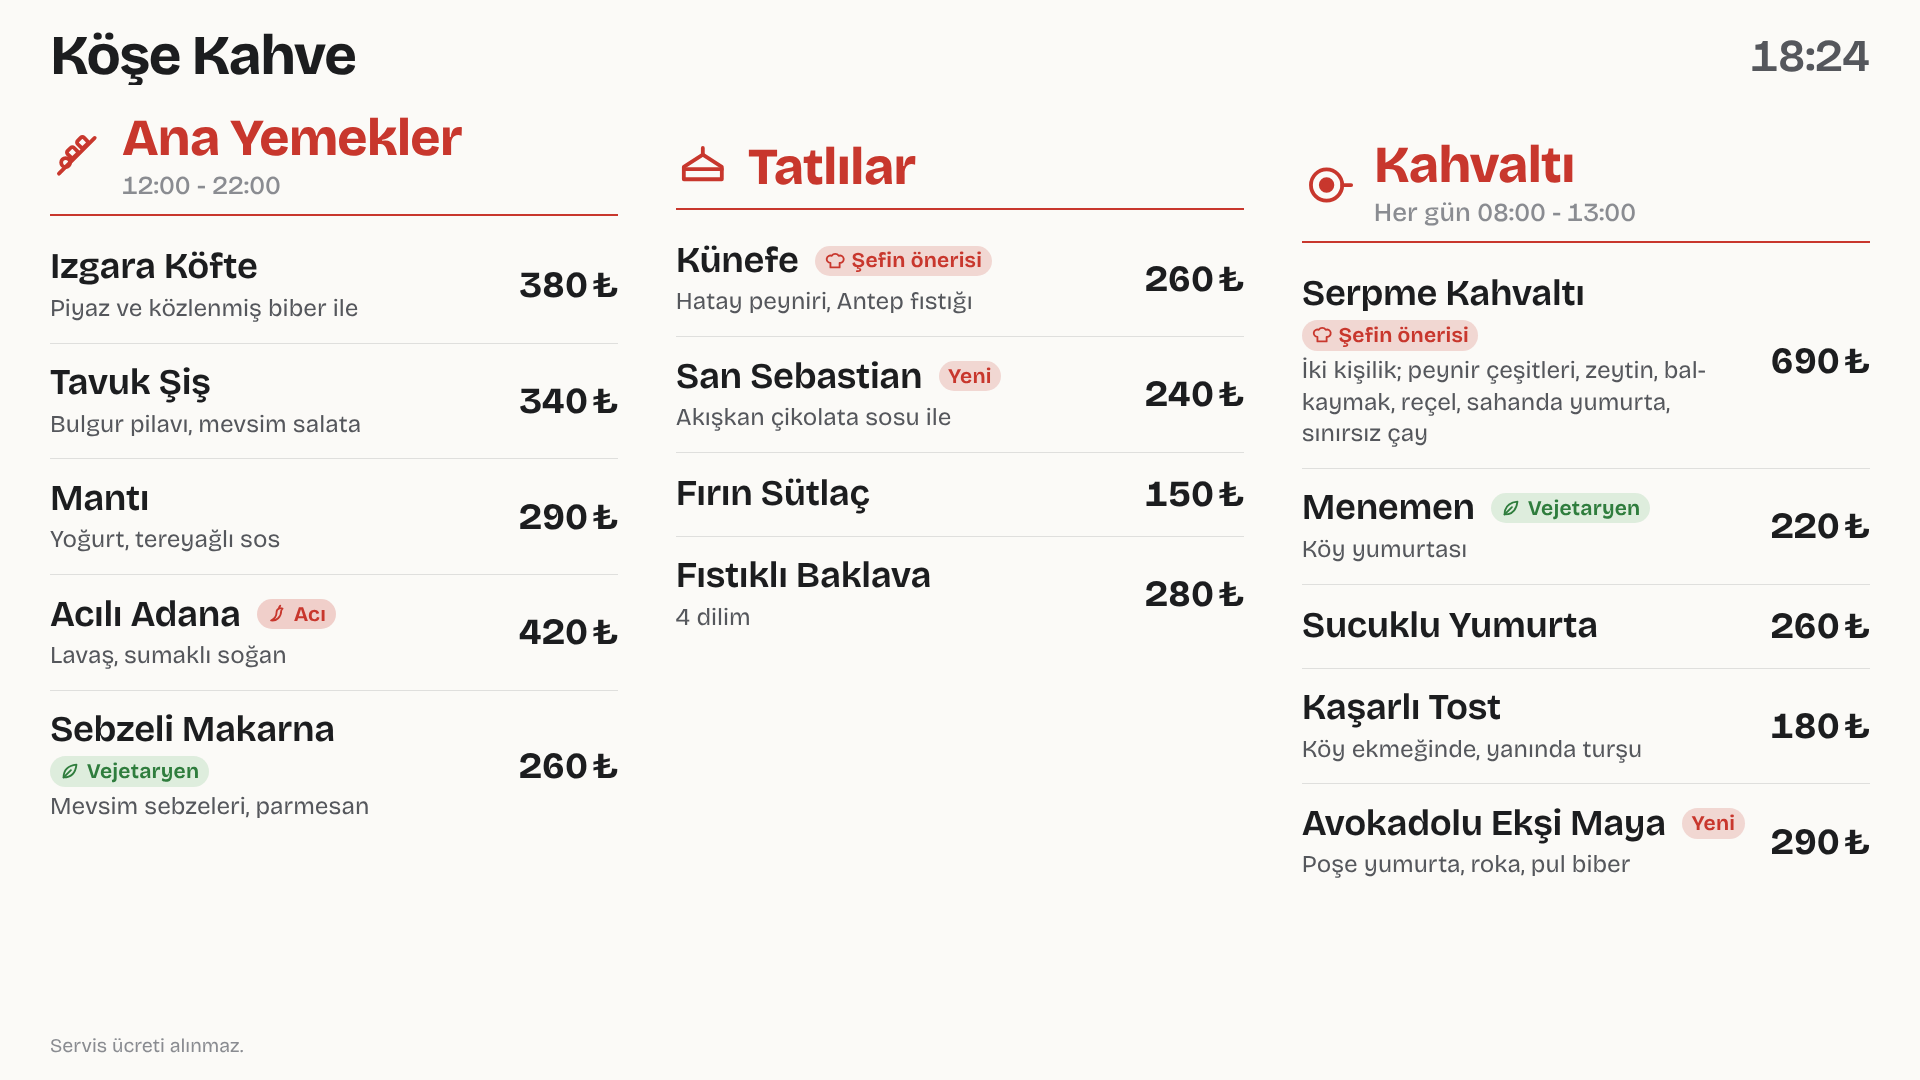 Köşe Kahve
18:24
Ana Yemekler
12:00 - 22:00
Izgara Köfte
Piyaz ve közlenmiş biber ile
380 ₺
Tavuk Şiş
Bulgur pilavı, mevsim salata
340 ₺
Mantı
Yoğurt, tereyağlı sos
290 ₺
Acılı Adana Acı
Lavaş, sumaklı soğan
420 ₺
Sebzeli Makarna
Vejetaryen
Mevsim sebzeleri, parmesan
260 ₺
Tatlılar
Künefe Şefin önerisi
Hatay peyniri, Antep fıstığı
260 ₺
San Sebastian Yeni
Akışkan çikolata sosu ile
240 ₺
Fırın Sütlaç
150 ₺
Fıstıklı Baklava
4 dilim
280 ₺
Kahvaltı
Her gün 08:00 - 13:00
Serpme Kahvaltı
Şefin önerisi
İki kişilik; peynir çeşitleri, zeytin, bal-
kaymak, reçel, sahanda yumurta,
sınırsız çay
690 ₺
Menemen Vejetaryen
Köy yumurtası
220 ₺
Sucuklu Yumurta
260 ₺
Kaşarlı Tost
Köy ekmeğinde, yanında turşu
180 ₺
Avokadolu Ekşi Maya Yeni
Poşe yumurta, roka, pul biber
290 ₺
Servis ücreti alınmaz.